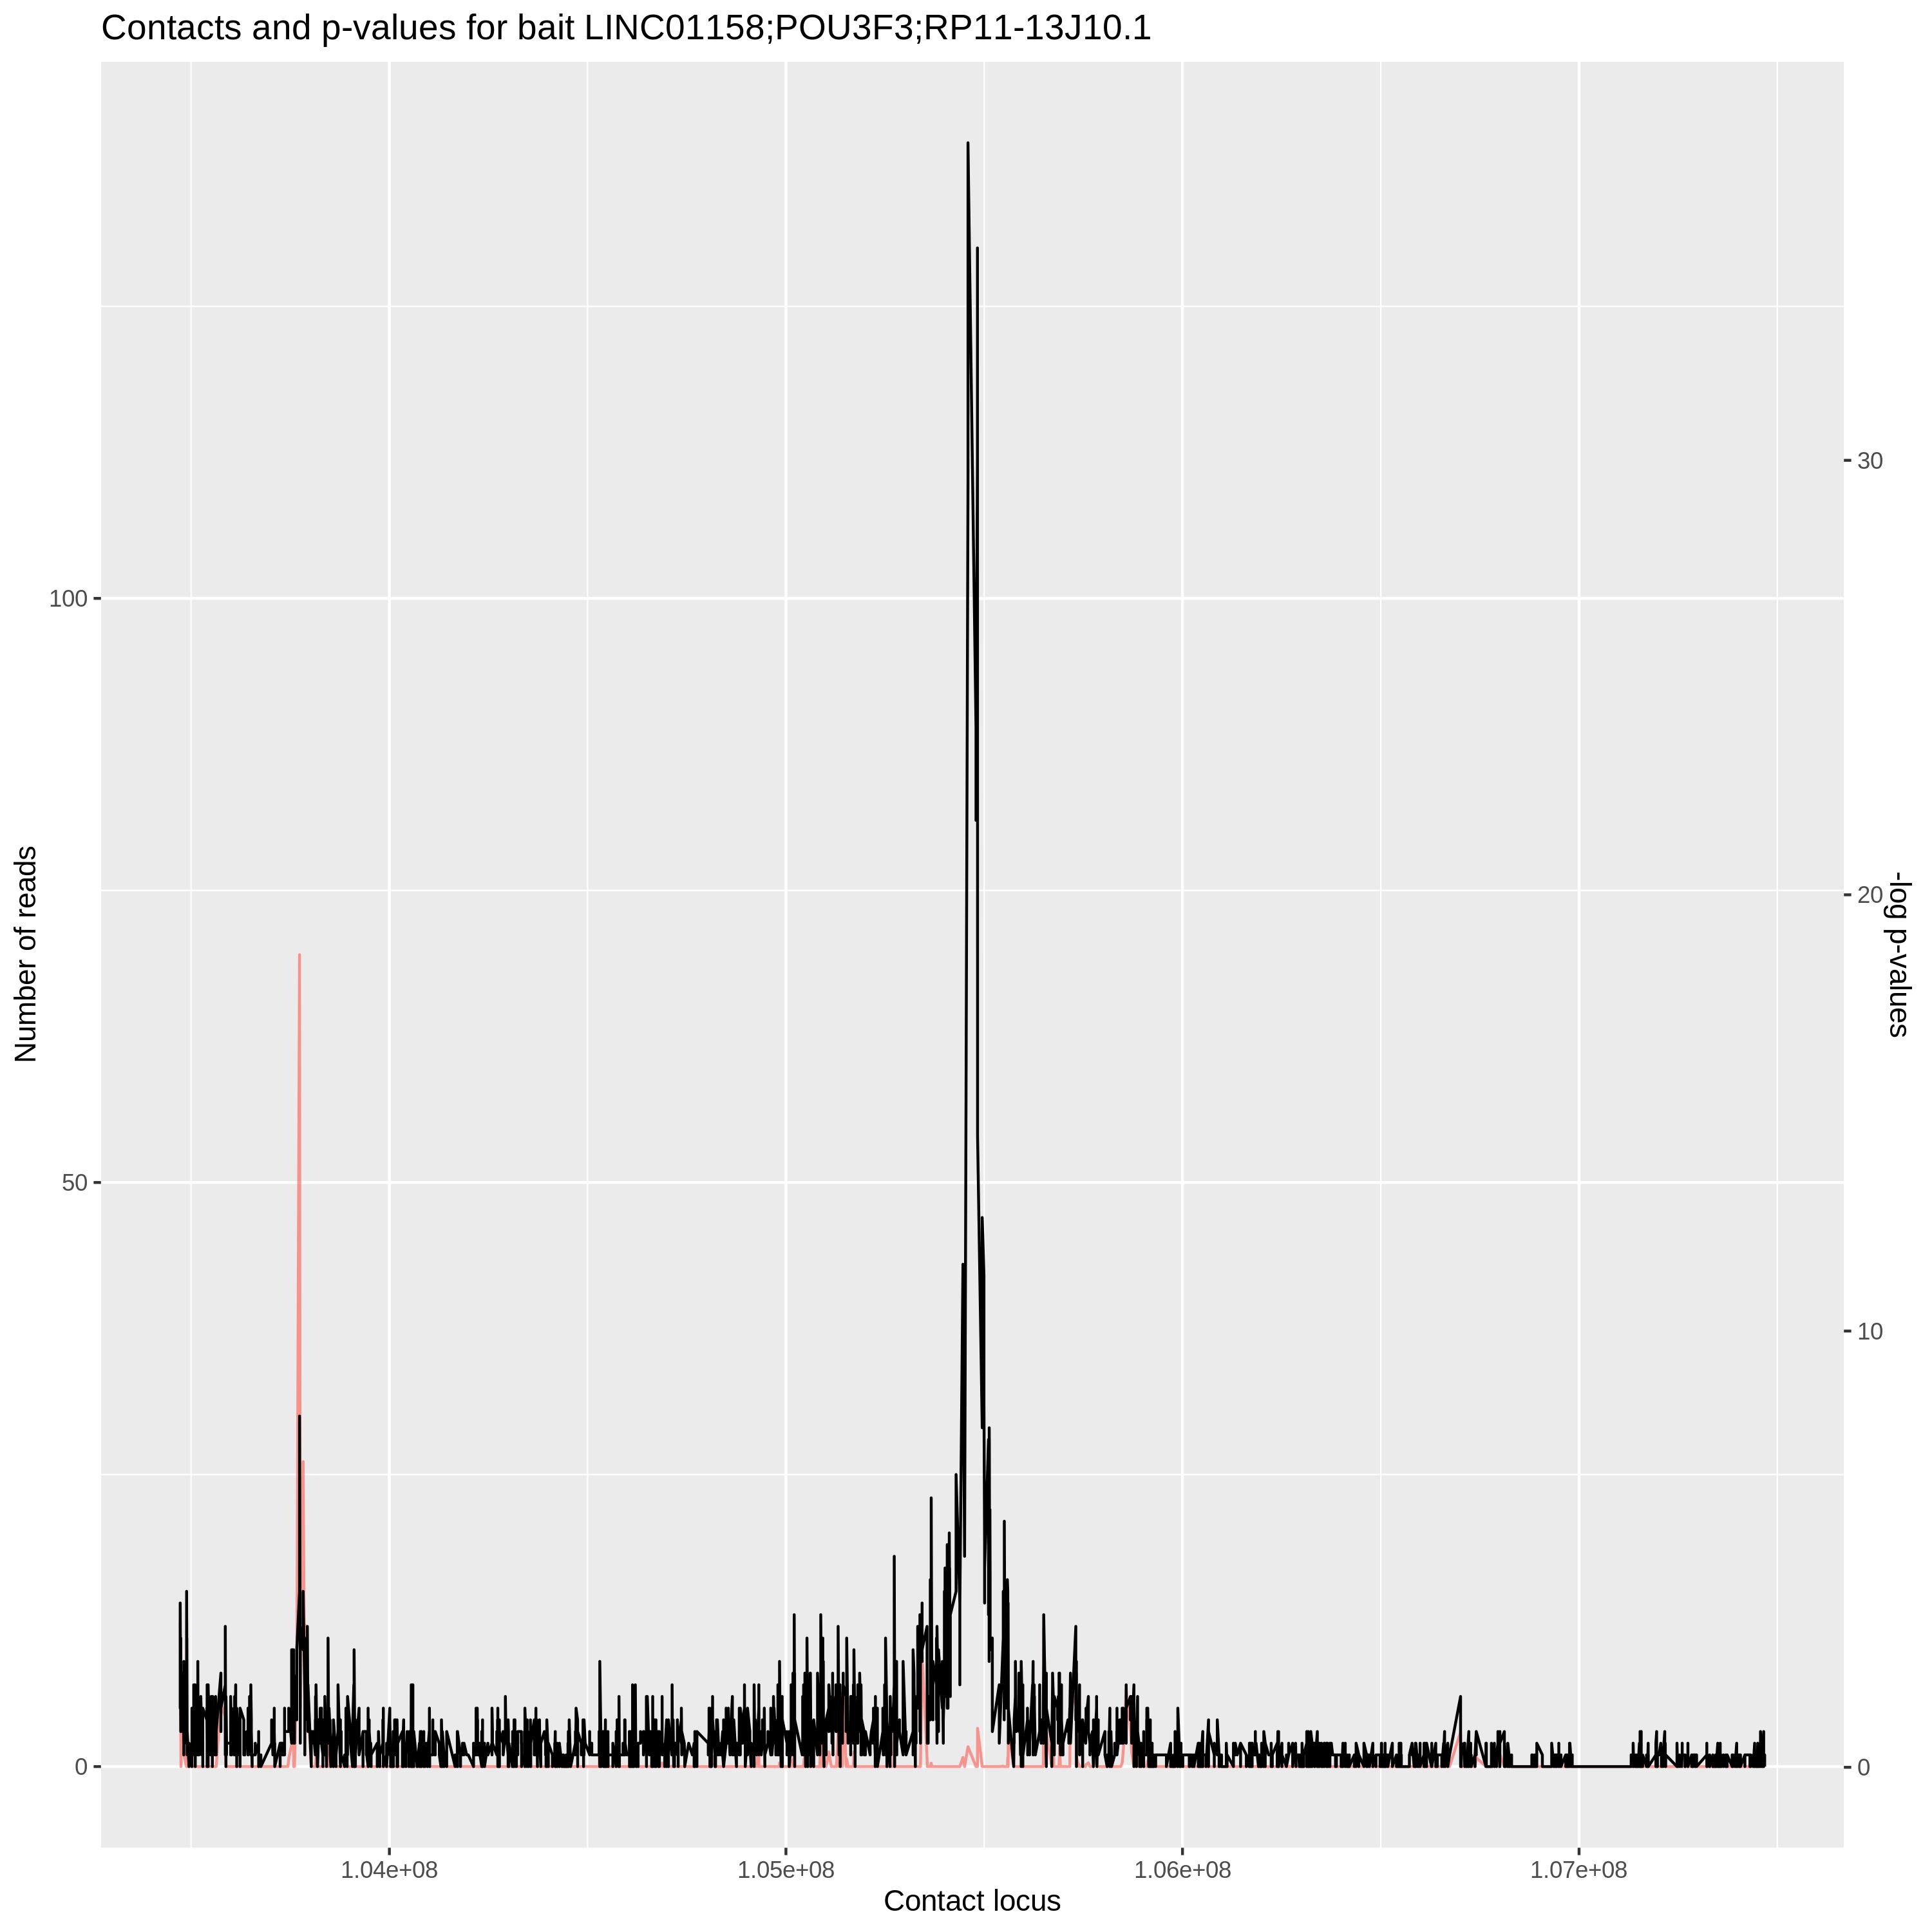 Contacts and p-values for bait LINC01158;POU3F3;RP11-13J10.1
Number of reads
100
50
0
30
20
10
0
-log p-values
1.04e+08
1.05e+08
1.06e+08
1.07e+08
Contact locus